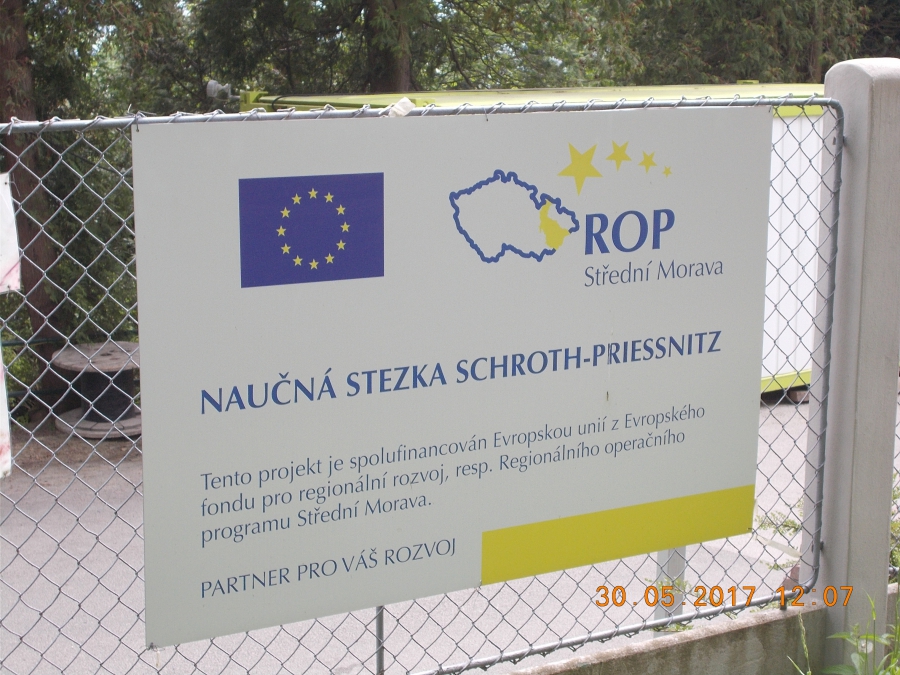 ROP
Střední Morava
NAUČNÁ STEZKA SCHROTH-PRIESSNITZ
Tento projekt je spolufinancován Evropskou unií z Evropského
fondu pro regionální rozvoj, resp. Regionálního operačního
programu Střední Morava.
PARTNER PRO VÁŠ ROZVOJ
30.05.2017 12:07